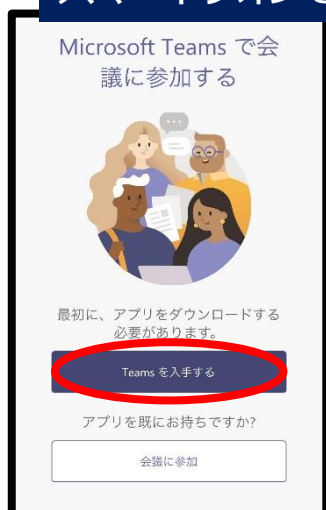 Microsoft Teams で会
議に参加する
最初に、アプリをダウンロードする
必要があります。
Teams を入手する
アプリを既にお持ちですか?
会議に参加